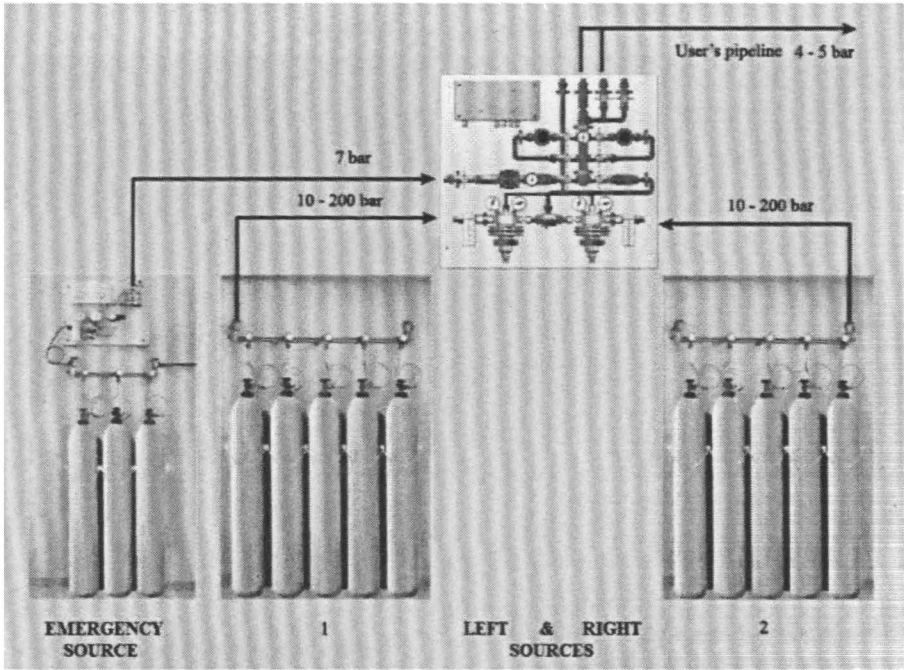 User's pipeline 4 - 5 bar
7 bar
10 - 200 bar
10 - 200 bar
EMERGENCY
SOURCE
1
LEFT & RIGHT
SOURCES
2